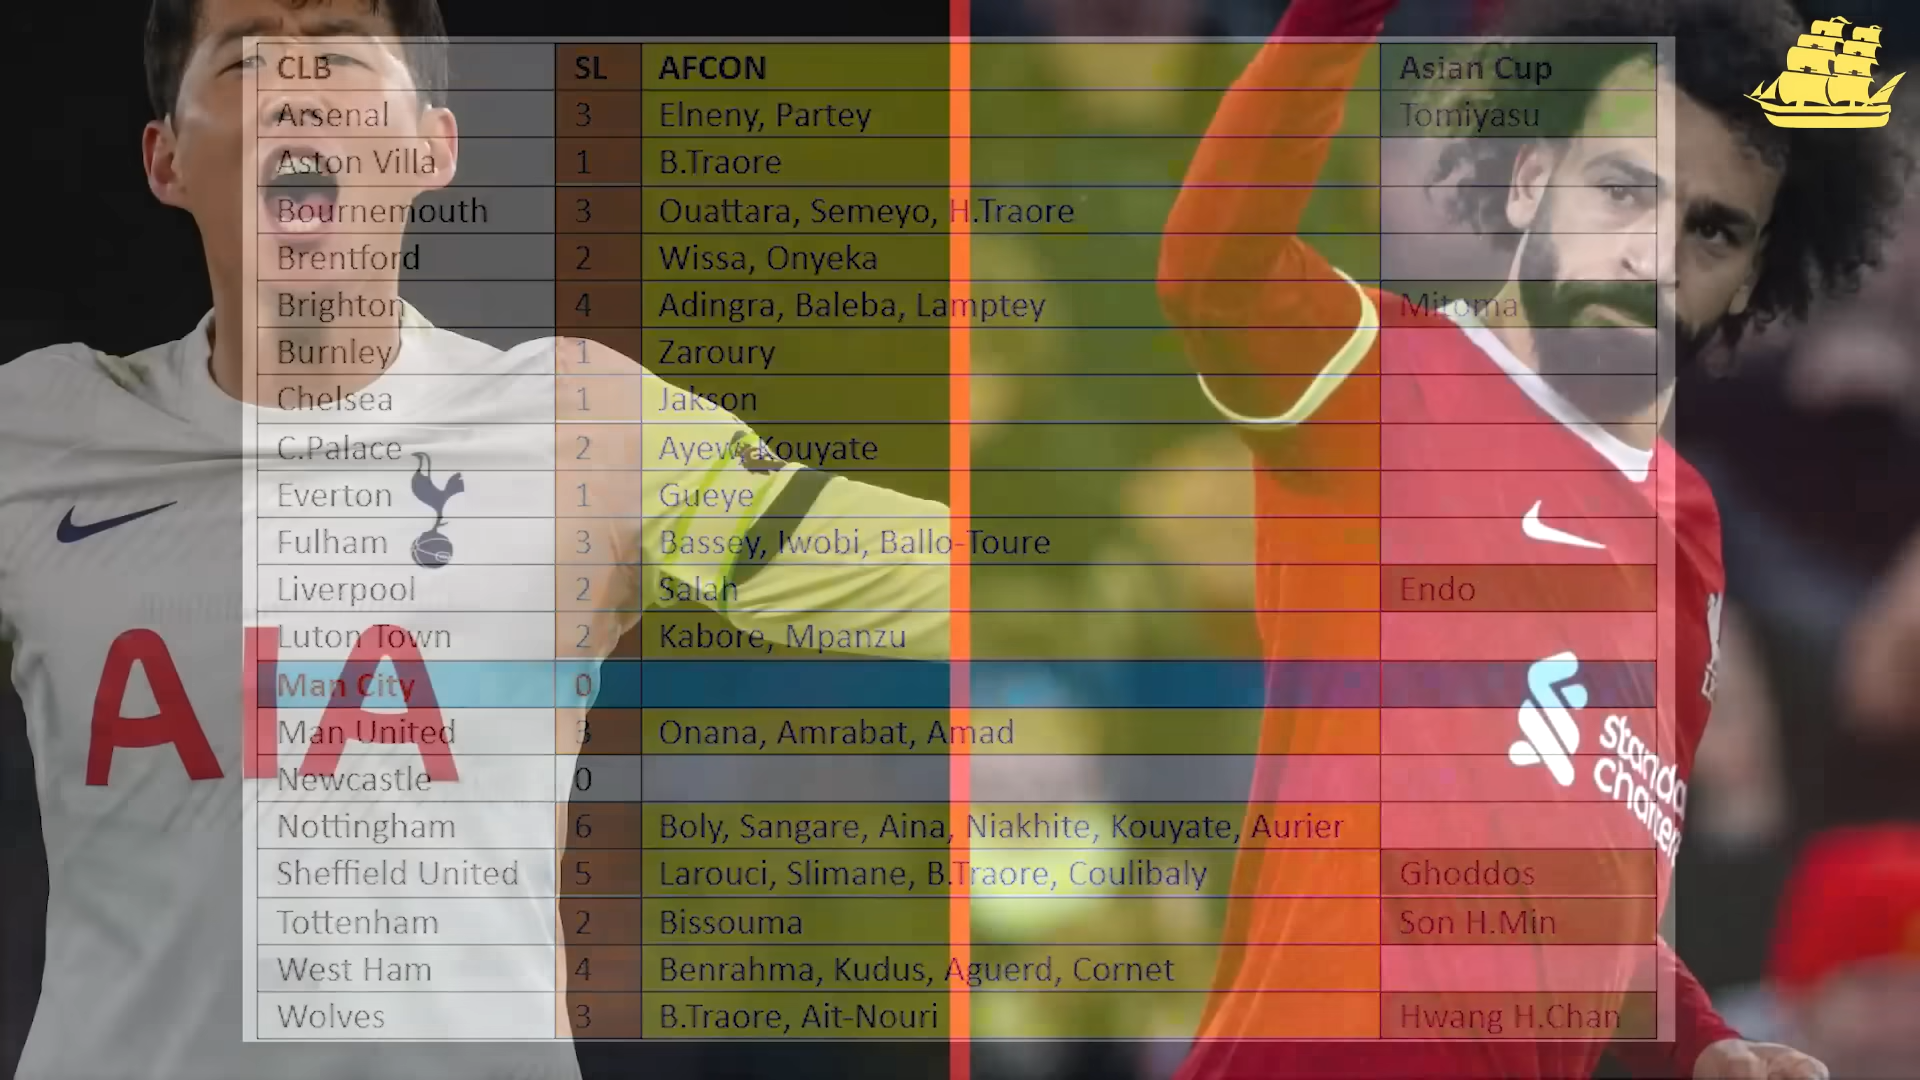 CLB SL AFCON Asian Cup
Arsenal 3 Elneny, Partey Tomiyasu
Aston Villa 1 B.Traore
Bournemouth 3 Ouattara, Semeyo, H.Traore
Brentford 2 Wissa, Onyeka
Brighton 4 Adingra, Baleba, Lamptey Mitoma
Burnley 1 Zaroury
Chelsea 1 Jakson
C.Palace 2 Ayew, Kouyate
Everton 1 Gueye
Fulham 3 Bassey, Iwobi, Ballo-Toure
Liverpool 2 Salah Endo
Luton Town 2 Kabore, Mpanzu
Man City 0
Man United 3 Onana, Amrabat, Amad
Newcastle 0
Nottingham 6 Boly, Sangare, Aina, Niakhite, Kouyate, Aurier
Sheffield United 5 Larouci, Slimane, B.Traore, Coulibaly Ghoddos
Tottenham 2 Bissouma Son H.Min
West Ham 4 Benrahma, Kudus, Aguerd, Cornet
Wolves 3 B.Traore, Ait-Nouri Hwang H.Chan
AIA
standa
charter